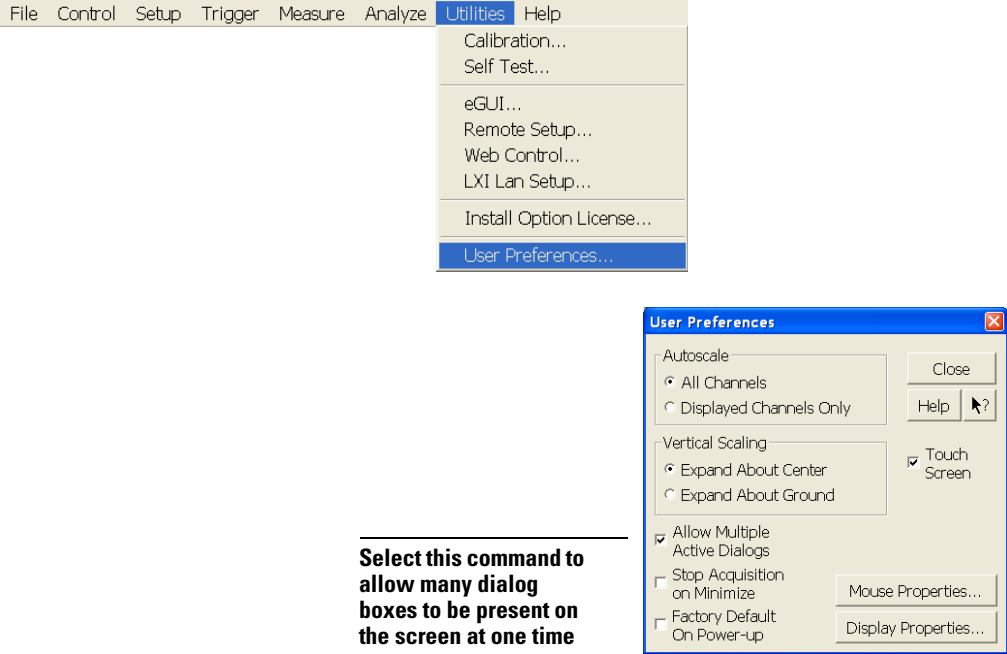 File Control Setup Trigger Measure Analyze Utilities Help
Calibration...
Self Test...
eGUI...
Remote Setup...
Web Control...
LXI Lan Setup...
Install Option License...
User Preferences...
User Preferences
Autoscale
All Channels
Displayed Channels Only
Close
Help ?
Vertical Scaling
Expand About Center
Expand About Ground
Touch
Screen
Allow Multiple
Active Dialogs
Stop Acquisition
on Minimize
Factory Default
On Power-up
Mouse Properties...
Display Properties...
Select this command to
allow many dialog
boxes to be present on
the screen at one time